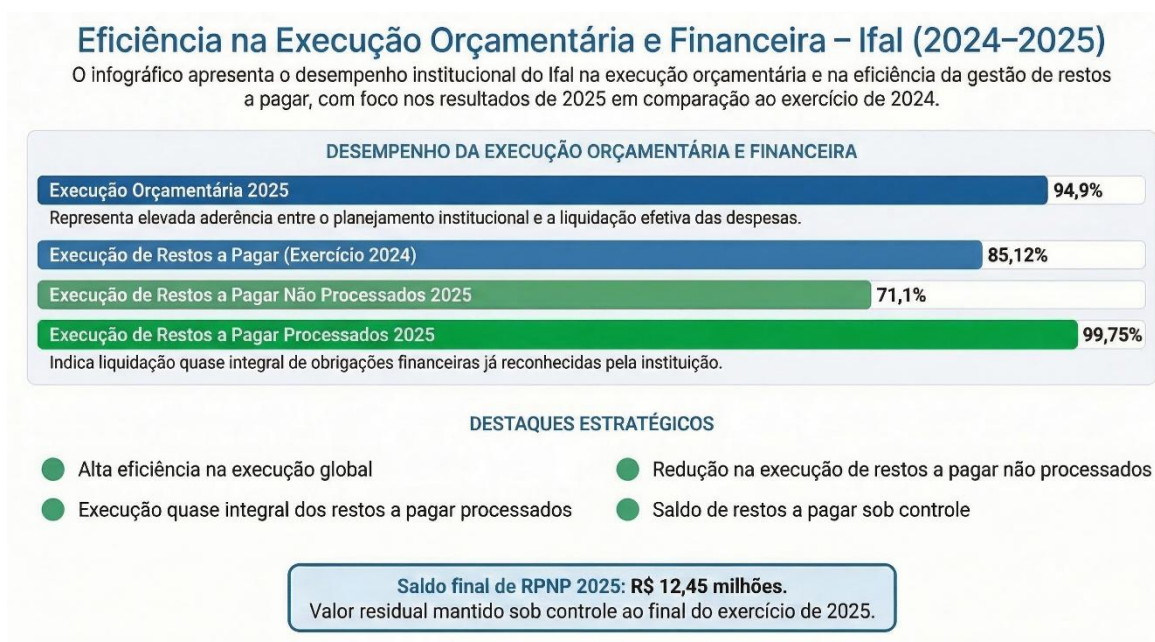 Eficiência na Execução Orçamentária e Financeira – Ifal (2024–2025)
O infográfico apresenta o desempenho institucional do Ifal na execução orçamentária e na eficiência da gestão de restos
a pagar, com foco nos resultados de 2025 em comparação ao exercício de 2024.
DESEMPENHO DA EXECUÇÃO ORÇAMENTÁRIA E FINANCEIRA
Execução Orçamentária 2025 94,9%
Representa elevada aderência entre o planejamento institucional e a liquidação efetiva das despesas.
Execução de Restos a Pagar (Exercício 2024) 85,12%
Execução de Restos a Pagar Não Processados 2025 71,1%
Execução de Restos a Pagar Processados 2025 99,75%
Indica liquidação quase integral de obrigações financeiras já reconhecidas pela instituição.
DESTAQUES ESTRATÉGICOS
Alta eficiência na execução global
Execução quase integral dos restos a pagar processados
Redução na execução de restos a pagar não processados
Saldo de restos a pagar sob controle
Saldo final de RPNP 2025: R$ 12,45 milhões.
Valor residual mantido sob controle ao final do exercício de 2025.